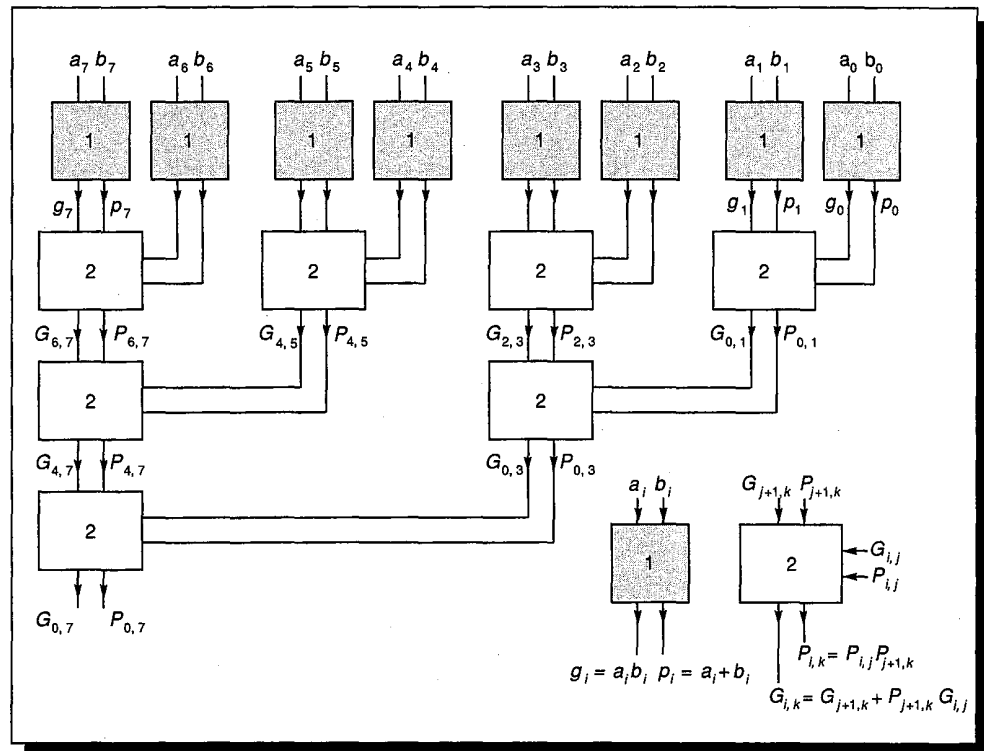 a7 b7 a6 b6 a5 b5 a4 b4 a3 b3 a2 b2 a1 b1 a0 b0
1 1 1 1 1 1 1 1
g7 p7 g1 p1 g0 p0
2 2 2 2
G6,7 P6,7 G4,5 P4,5 G2,3 P2,3 G0,1 P0,1
2 2
G4,7 P4,7 G0,3 P0,3
ai bi Gj+1,k Pj+1,k
2 1 2 Gi,j
Pi,j
G0,7 P0,7
Pi,k = Pi,j Pj+1,k
gi = aibi pi = ai+bi
Gi,k = Gj+1,k + Pj+1,k Gi,j